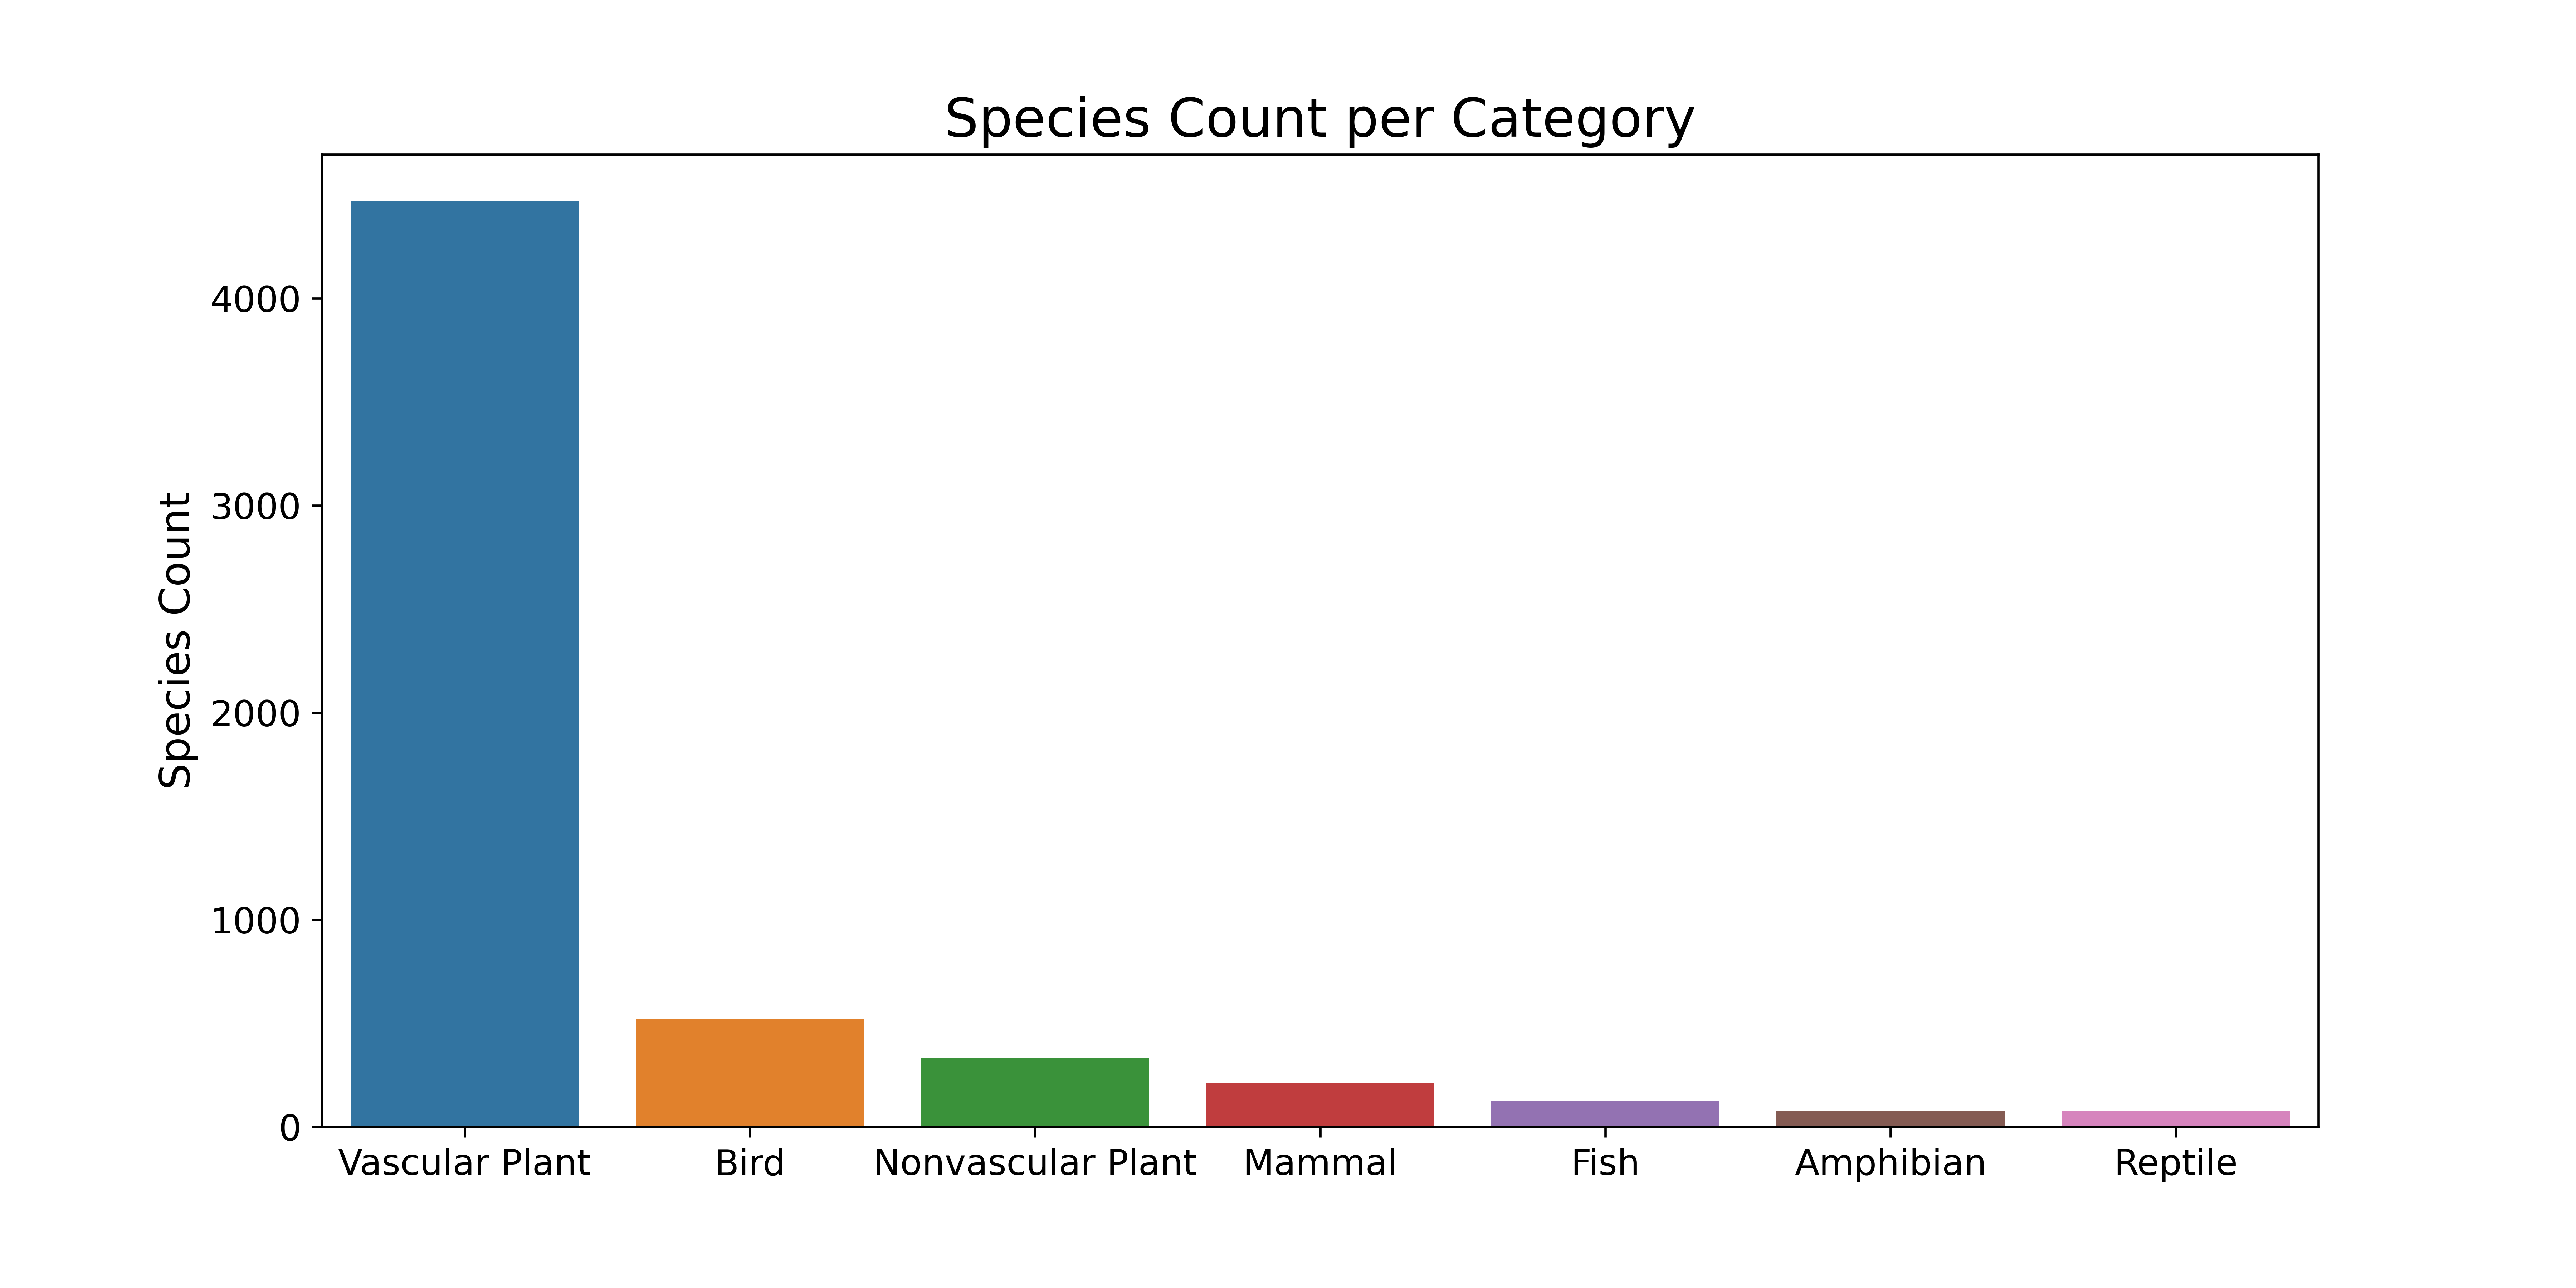 Species Count per Category
Species Count
4000
3000
2000
1000
0
Vascular Plant Bird Nonvascular Plant Mammal Fish Amphibian Reptile